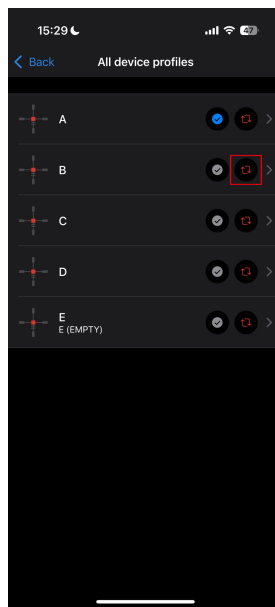 15:29
47
Back
All device profiles
A
B
C
D
E
E (EMPTY)